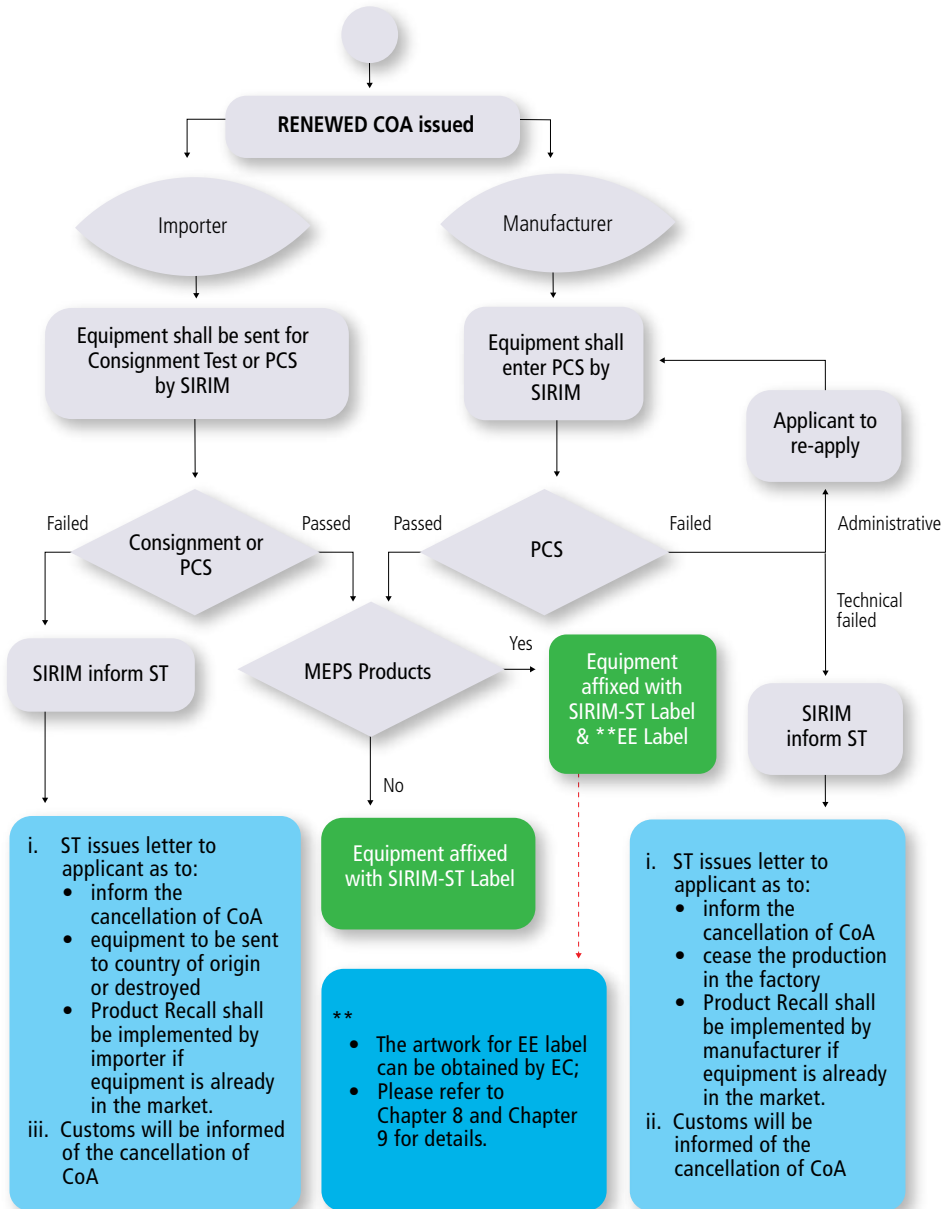 RENEWED COA issued
Importer
Manufacturer
Equipment shall be sent for
Consignment Test or PCS
by SIRIM
Equipment shall
enter PCS by
SIRIM
Applicant to
re-apply
Failed
Consignment or
PCS
Passed
Passed
PCS
Failed
Administrative
Technical
failed
SIRIM inform ST
MEPS Products
Yes
No
Equipment
affixed with
SIRIM-ST Label
& **EE Label
SIRIM
inform ST
i. ST issues letter to
applicant as to:
• inform the
cancellation of CoA
• equipment to be sent
to country of origin
or destroyed
• Product Recall shall
be implemented by
importer if
equipment is already
in the market.
iii. Customs will be informed
of the cancellation of
CoA
Equipment affixed
with SIRIM-ST Label
**
• The artwork for EE label
can be obtained by EC;
• Please refer to
Chapter 8 and Chapter
9 for details.
i. ST issues letter to
applicant as to:
• inform the
cancellation of CoA
• cease the production
in the factory
• Product Recall shall
be implemented by
manufacturer if
equipment is already
in the market.
ii. Customs will be
informed of the
cancellation of CoA